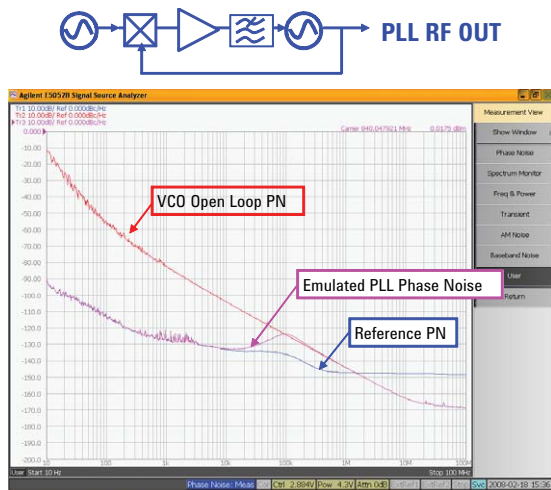 PLL RF OUT
Agilent E5052B Signal Source Analyzer
Tr1 10.00dB/ Ref 0.000dBc/Hz
Tr2 10.00dB/ Ref 0.000dBc/Hz
Tr3 10.00dB/ Ref 0.000dBc/Hz
Carrier 840.047921 MHz 0.0175 dBm
0.000
-10.00
-20.00
-30.00
-40.00
-50.00
-60.00
-70.00
-80.00
-90.00
-100.0
-110.0
-120.0
-130.0
-140.0
-150.0
-160.0
-170.0
-180.0
-190.0
-200.0
VCO Open Loop PN
Emulated PLL Phase Noise
Reference PN
10 100 1k 10k 100k 1M 10M 100M
User Start 10 Hz
Stop 100 MHz
Measurement View
Show Window
Phase Noise
Spectrum Monitor
Freq & Power
Transient
AM Noise
Baseband Noise
User
Return
Phase Noise: Meas Cor Ctrl 2.884V Pow 4.3V Attn 0dB ExtRef1 ExtRef2 Stop Svc 2008-02-18 15:36